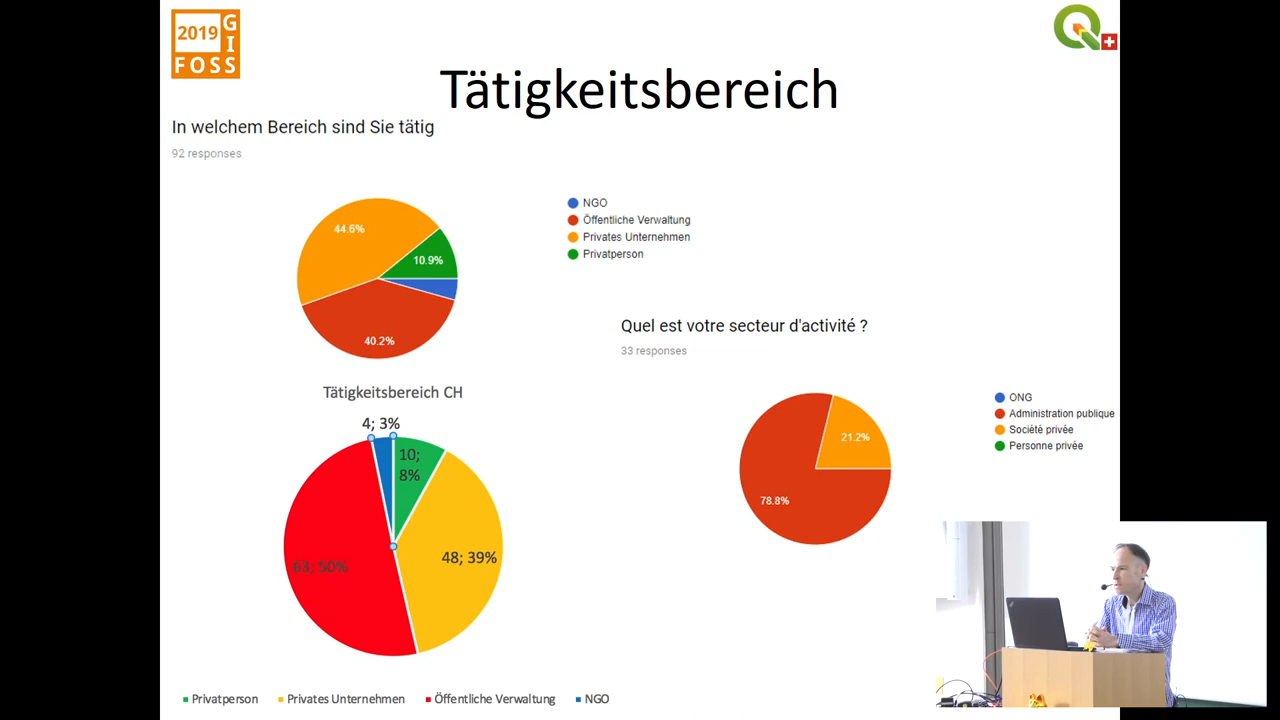 2019
GIS
FOSS
Tätigkeitsbereich
In welchem Bereich sind Sie tätig
92 responses
44.6%
10.9%
40.2%
NGO
Öffentliche Verwaltung
Privates Unternehmen
Privatperson
Quel est votre secteur d'activité ?
33 responses
21.2%
78.8%
ONG
Administration publique
Société privée
Personne privée
Tätigkeitsbereich CH
4; 3%
10;
8%
48; 39%
63; 50%
Privatperson
Privates Unternehmen
Öffentliche Verwaltung
NGO